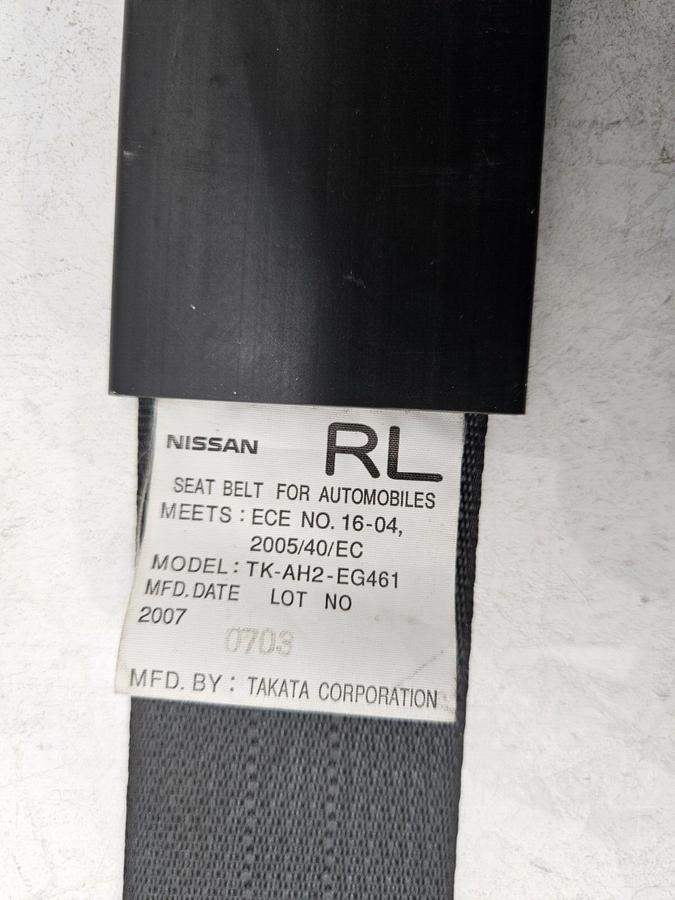 NISSAN RL
SEAT BELT FOR AUTOMOBILES
MEETS : ECE NO. 16-04,
2005/40/EC
MODEL: TK-AH2-EG461
MFD. DATE LOT NO
2007
0703
MFD. BY : TAKATA CORPORATION